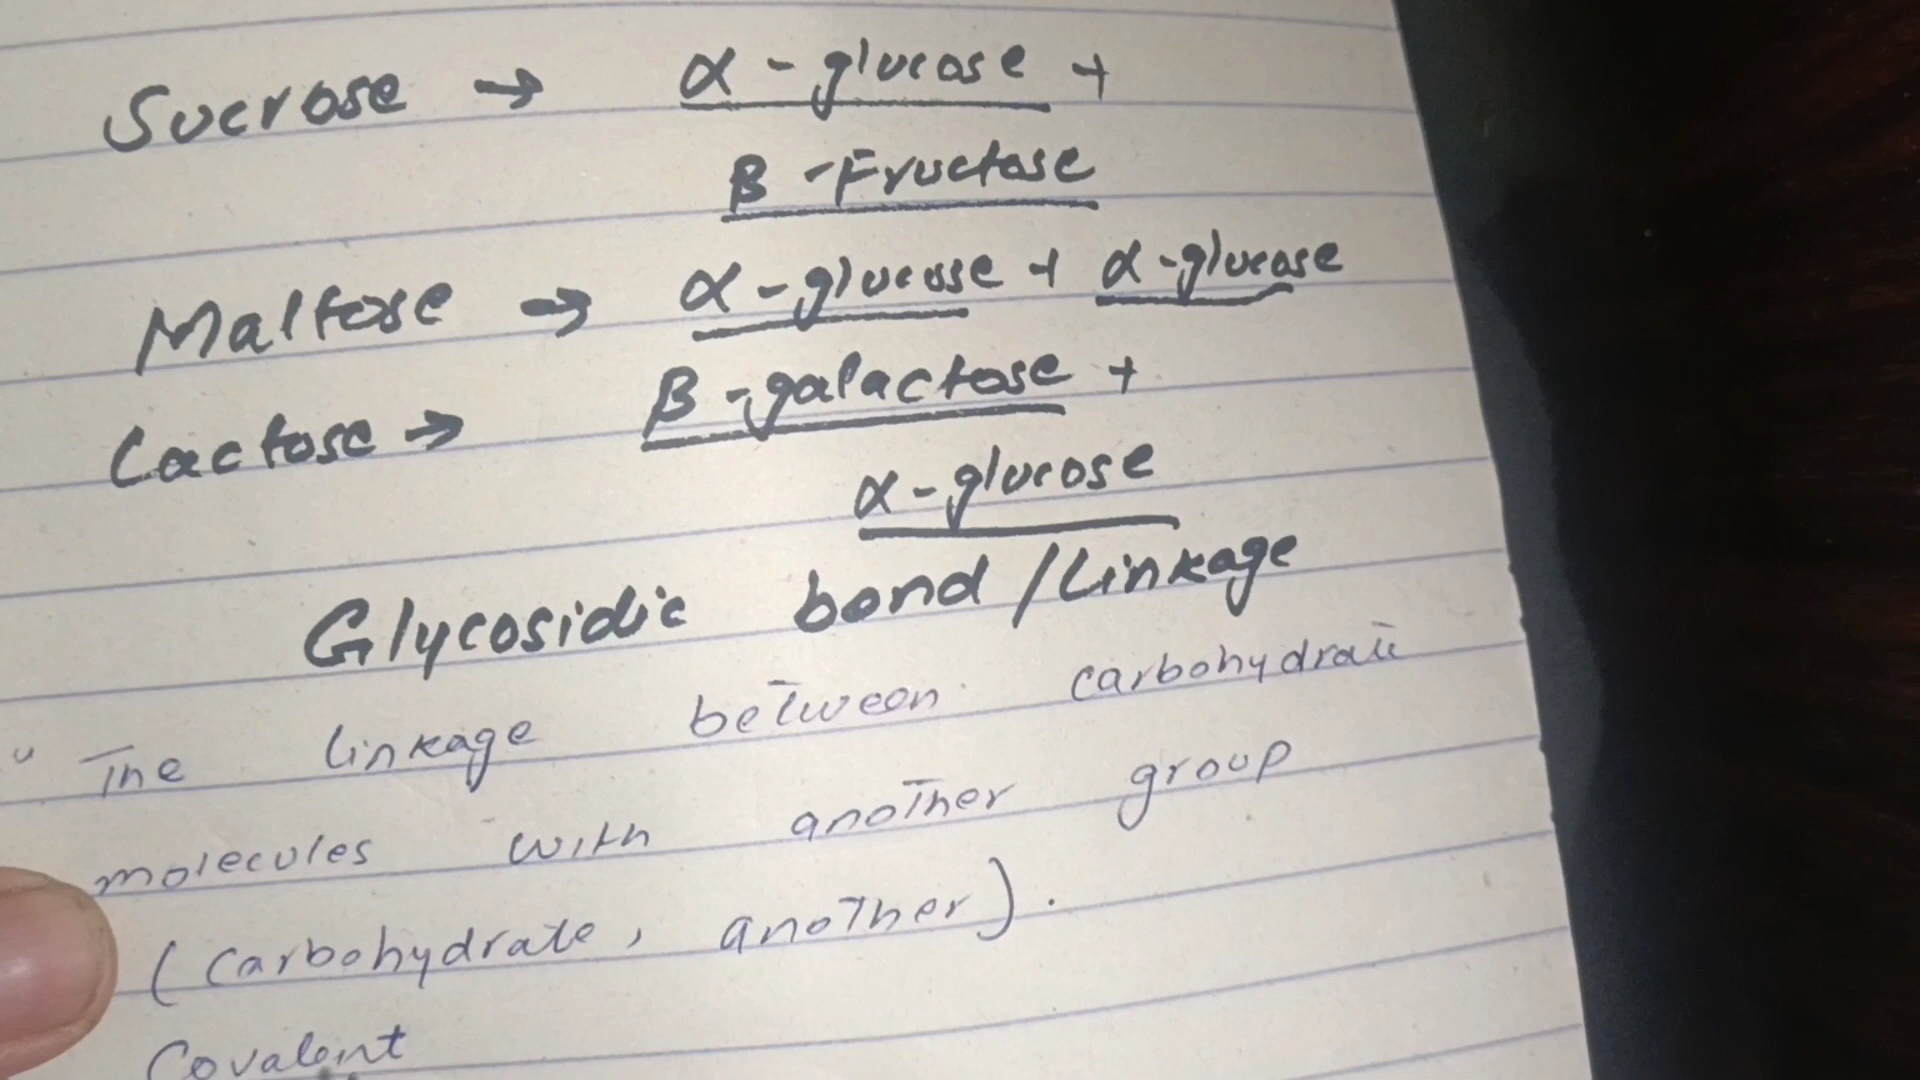 Sucrose → α - glucose +
β - Fructose
Maltose → α - glucose + α - glucose
Lactose → β - galactose +
α - glucose
Glycosidic bond / Linkage
" The linkage between carbohydrate
molecules with another group
(carbohydrate, another).
Covalent